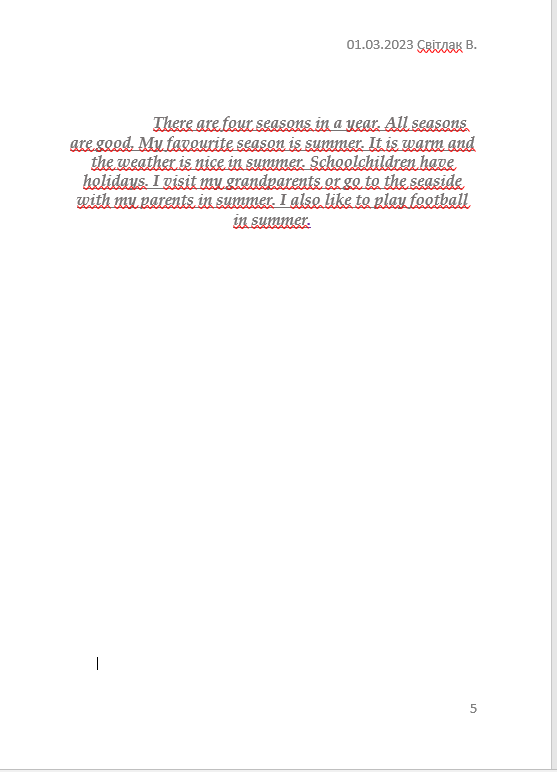 01.03.2023 Світлак В.
There are four seasons in a year. All seasons
are good. My favourite season is summer. It is warm and
the weather is nice in summer. Schoolchildren have
holidays. I visit my grandparents or go to the seaside
with my parents in summer. I also like to play football
in summer.
5